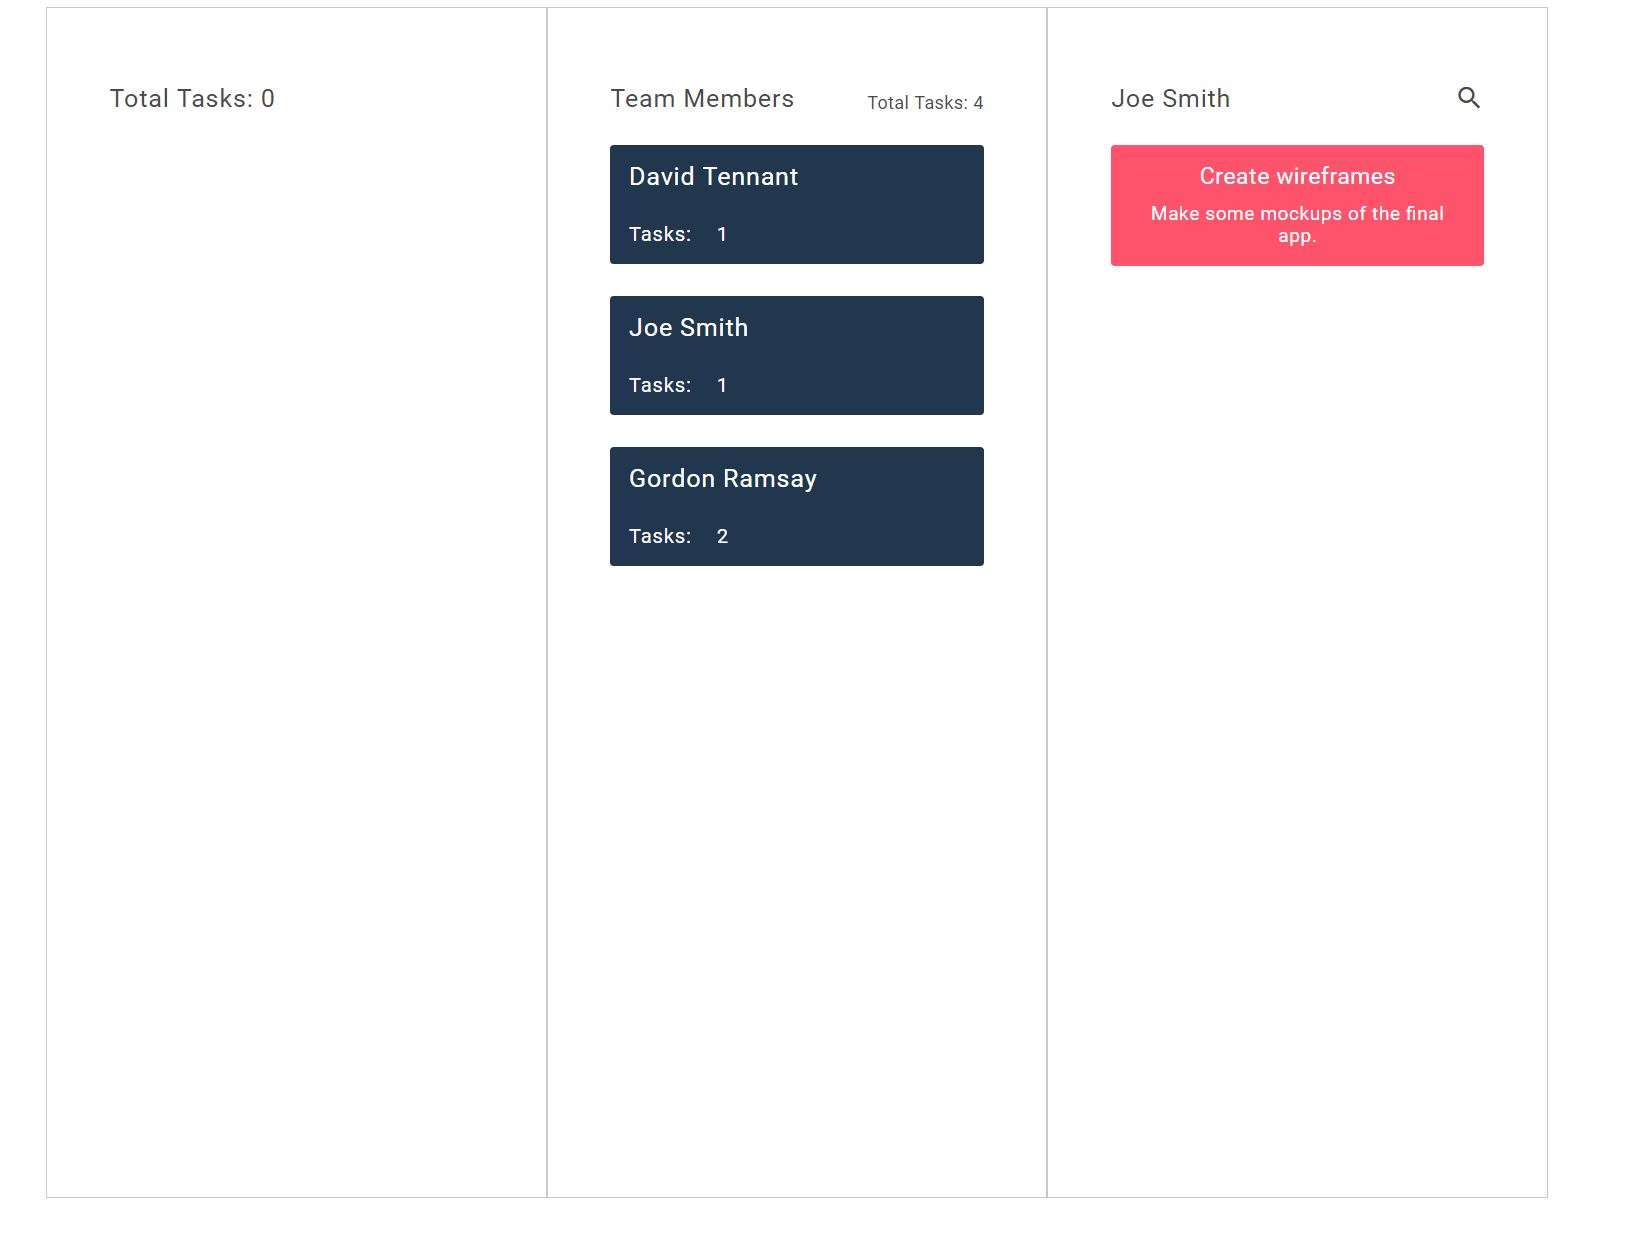 Total Tasks: 0
Team Members
Total Tasks: 4
David Tennant
Tasks: 1
Joe Smith
Tasks: 1
Gordon Ramsay
Tasks: 2
Joe Smith
Create wireframes
Make some mockups of the final
app.